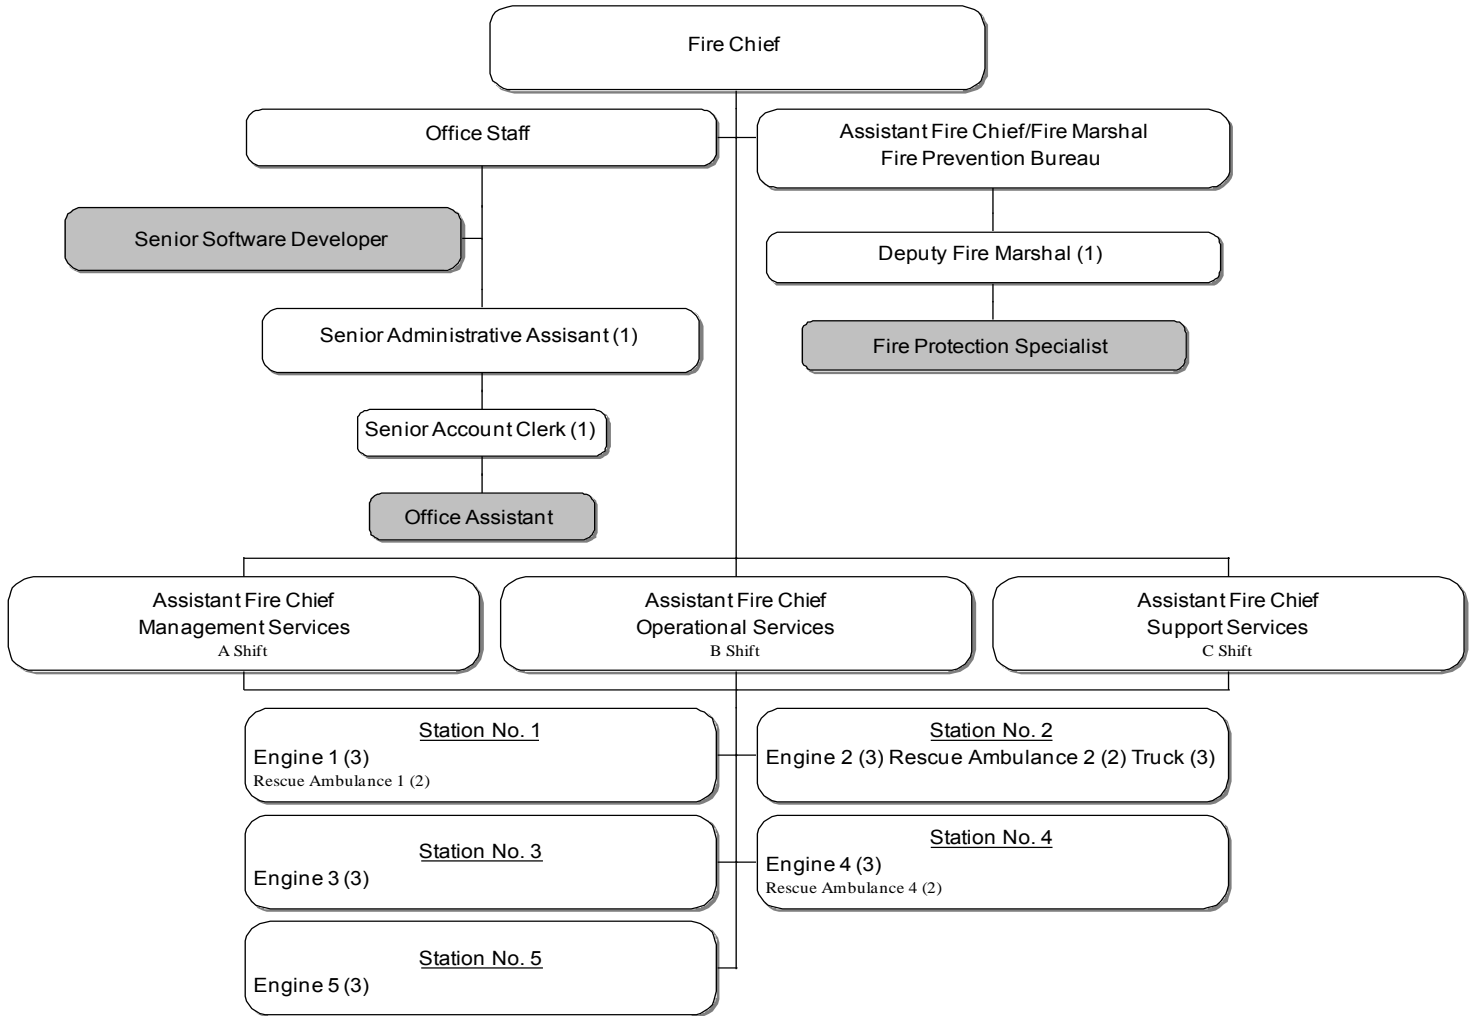 Fire Chief
Office Staff
Assistant Fire Chief/Fire Marshal
Fire Prevention Bureau
Senior Software Developer
Deputy Fire Marshal (1)
Senior Administrative Assisant (1)
Fire Protection Specialist
Senior Account Clerk (1)
Office Assistant
Assistant Fire Chief
Management Services
A Shift
Assistant Fire Chief
Operational Services
B Shift
Assistant Fire Chief
Support Services
C Shift
Station No. 1
Engine 1 (3)
Rescue Ambulance 1 (2)
Station No. 2
Engine 2 (3) Rescue Ambulance 2 (2) Truck (3)
Station No. 3
Engine 3 (3)
Station No. 4
Engine 4 (3)
Rescue Ambulance 4 (2)
Station No. 5
Engine 5 (3)